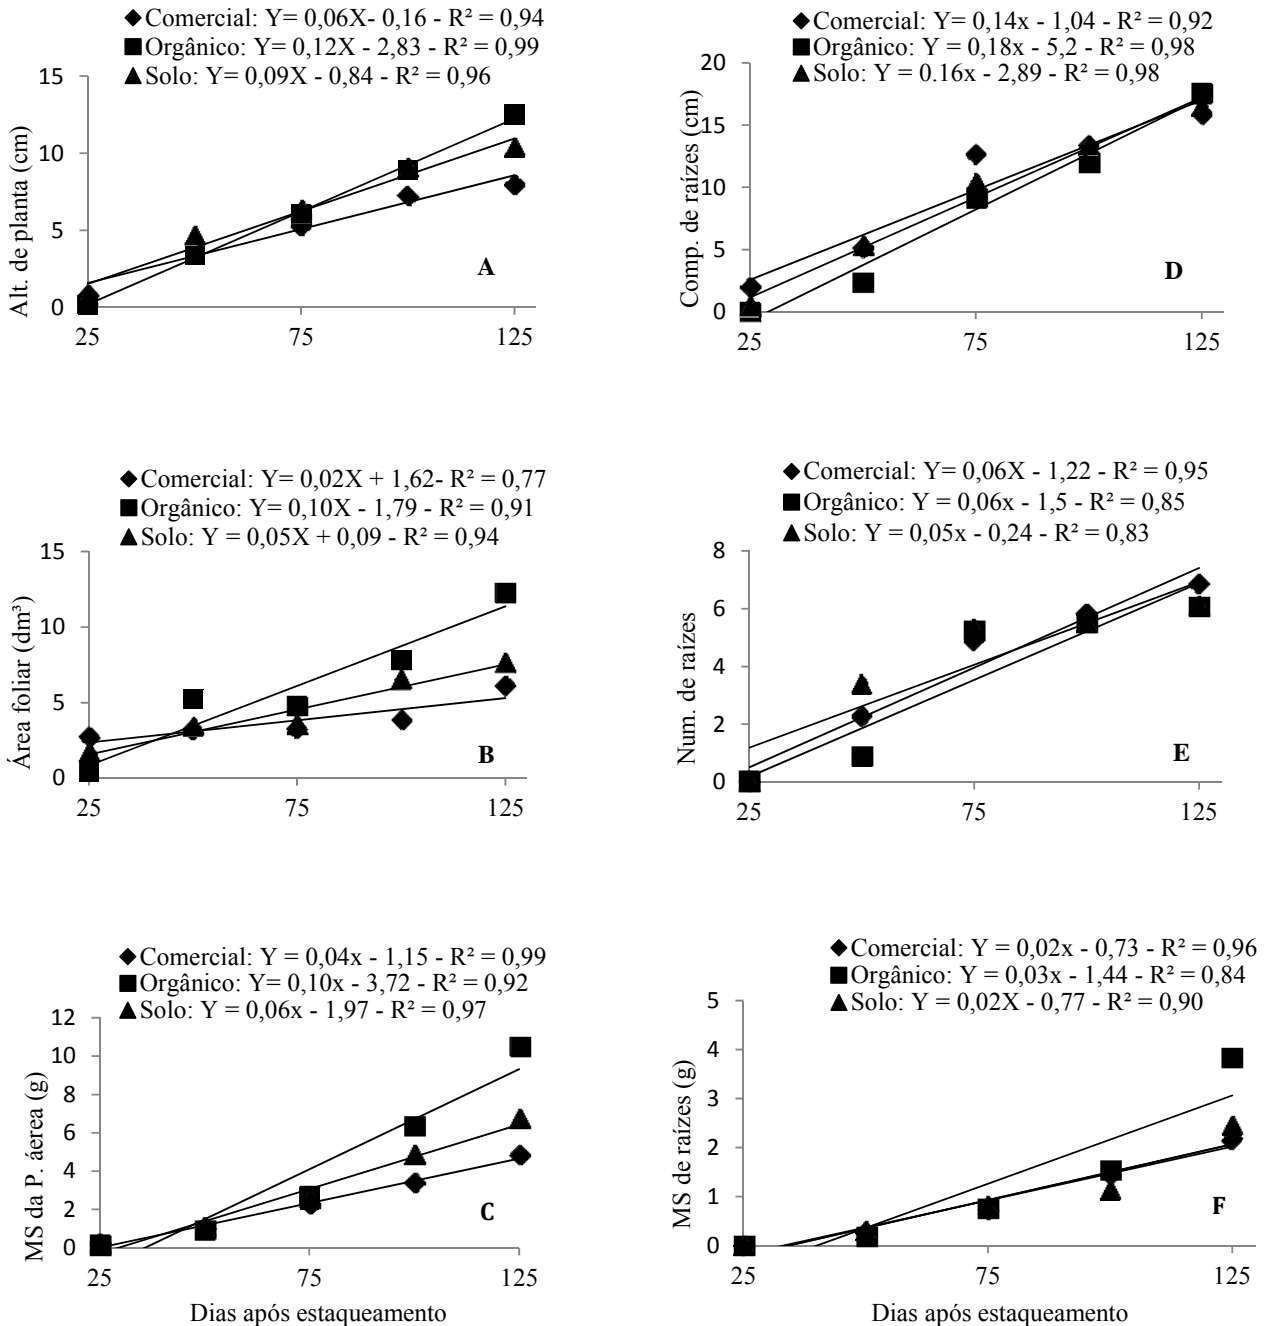 Comercial: Y= 0,06X- 0,16 - R² = 0,94
Orgânico: Y= 0,12X - 2,83 - R² = 0,99
Solo: Y= 0,09X - 0,84 - R² = 0,96
15
10
5
0
25
75
125
Alt. de planta (cm)
A
Comercial: Y = 0,14x - 1,04 - R² = 0,92
Orgânico: Y = 0,18x - 5,2 - R² = 0,98
Solo: Y = 0.16x - 2,89 - R² = 0,98
20
15
10
5
0
25
75
125
Comp. de raízes (cm)
D
Comercial: Y= 0,02X + 1,62- R² = 0,77
Orgânico: Y= 0,10X - 1,79 - R² = 0,91
Solo: Y = 0,05X + 0,09 - R² = 0,94
15
10
5
0
25
75
125
Área foliar (dm³)
B
Comercial: Y= 0,06X - 1,22 - R² = 0,95
Orgânico: Y = 0,06x - 1,5 - R² = 0,85
Solo: Y = 0,05x - 0,24 - R² = 0,83
8
6
4
2
0
25
75
125
Num. de raízes
E
Comercial: Y = 0,04x - 1,15 - R² = 0,99
Orgânico: Y= 0,10x - 3,72 - R² = 0,92
Solo: Y = 0,06x - 1,97 - R² = 0,97
12
10
8
6
4
2
0
25
75
125
MS da P. áerea (g)
C
Dias após estaqueamento
Comercial: Y = 0,02x - 0,73 - R² = 0,96
Orgânico: Y = 0,03x - 1,44 - R² = 0,84
Solo: Y = 0,02X - 0,77 - R² = 0,90
5
4
3
2
1
0
25
75
125
MS de raízes (g)
F
Dias após estaqueamento